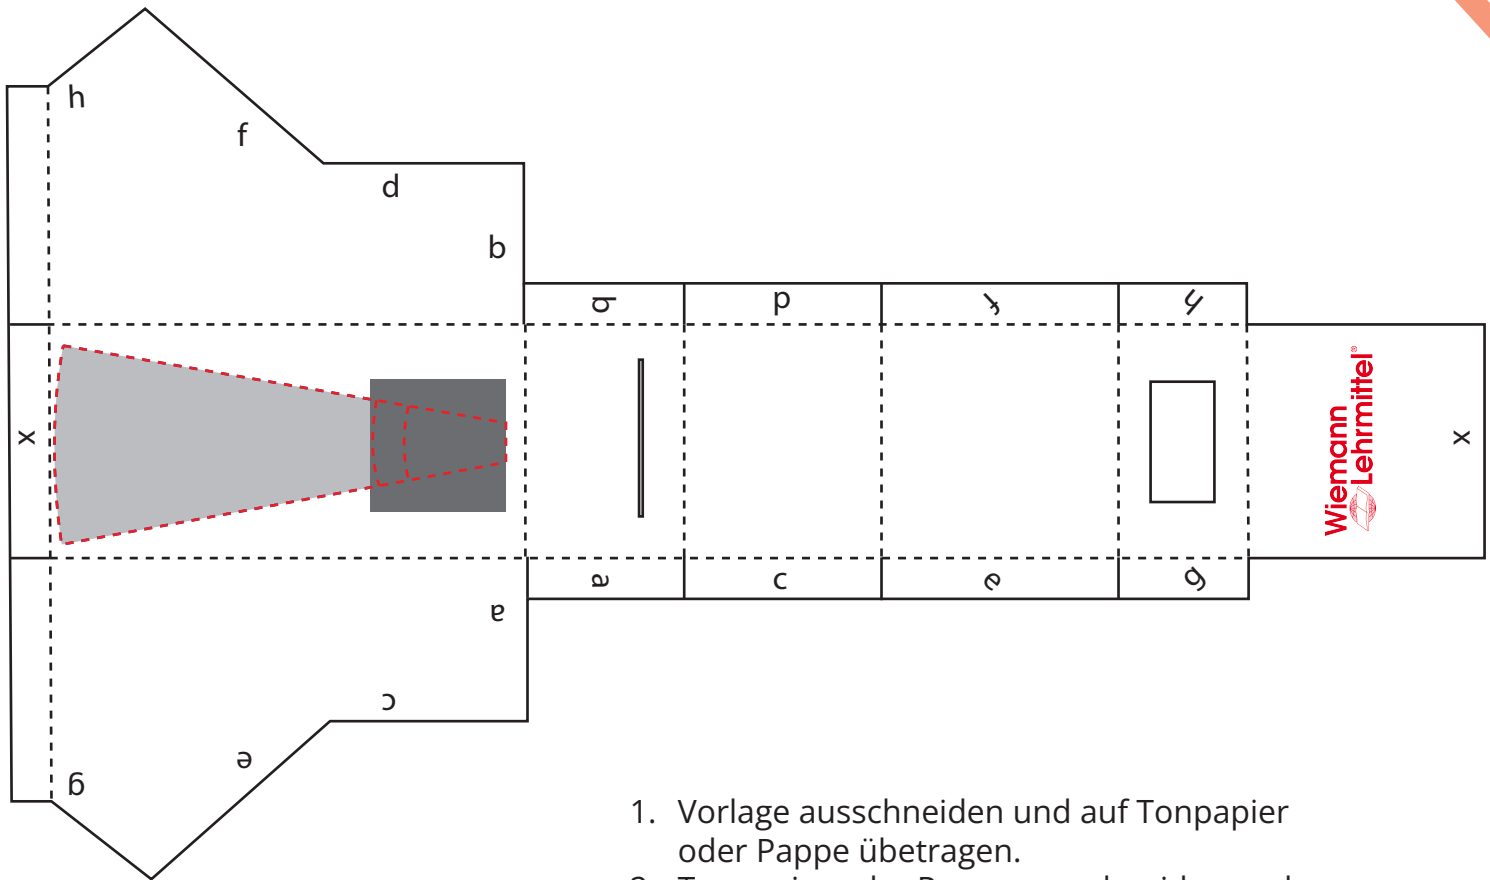 h
f
d
b
b
d
f
h
x
Wiemann
Lehrmittel®
x
a
c
e
g
a
c
e
g
1. Vorlage ausschneiden und auf Tonpapier
oder Pappe übetragen.